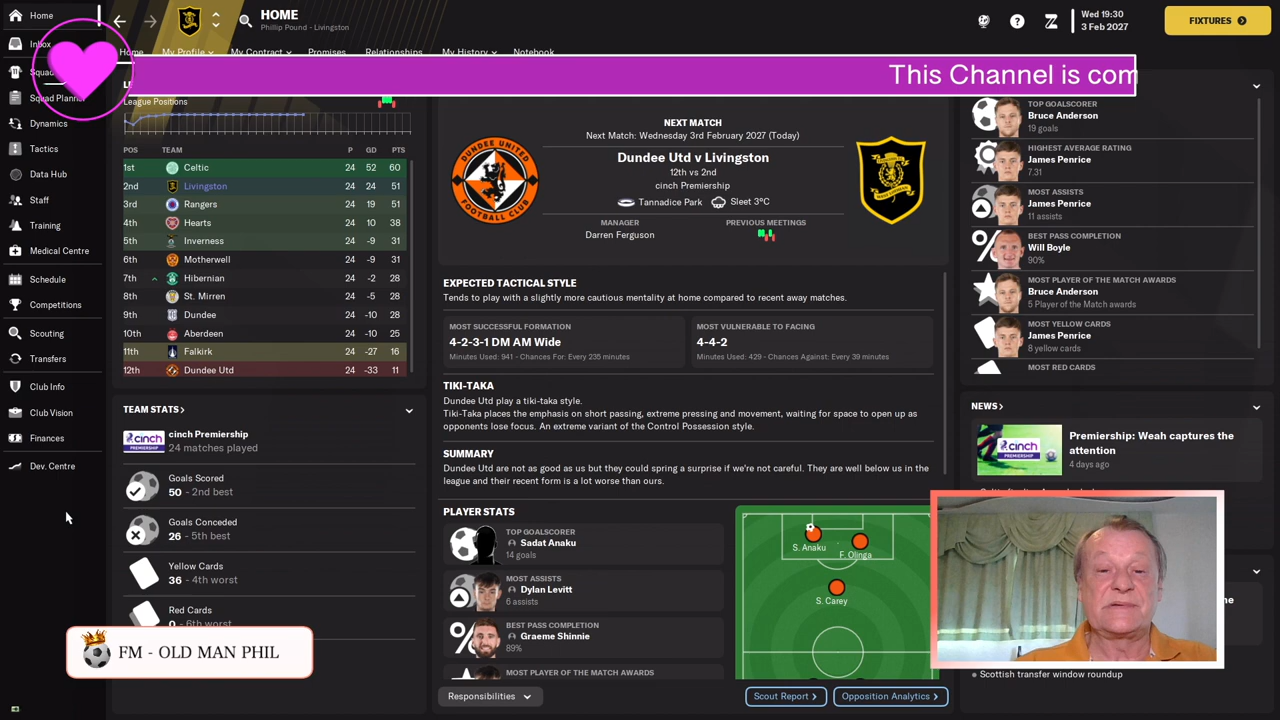 Home
HOME
Phillip Pound - Livingston
Wed 19:30
3 Feb 2027
FIXTURES
Home
My Profile
My Contract
Promises
Relationships
My History
Notebook
This Channel is com
Inbox
Squad Planner
Dynamics
Tactics
Data Hub
Staff
Training
Medical Centre
Schedule
Competitions
Scouting
Transfers
Club Info
Club Vision
Finances
Dev. Centre
League Positions
POS TEAM P GD PTS
1st Celtic 24 52 60
2nd Livingston 24 24 51
3rd Rangers 24 19 51
4th Hearts 24 10 38
5th Inverness 24 -9 31
6th Motherwell 24 -9 31
7th Hibernian 24 -2 28
8th St. Mirren 24 -5 28
9th Dundee 24 -10 28
10th Aberdeen 24 -10 25
11th Falkirk 24 -27 16
12th Dundee Utd 24 -33 11
TEAM STATS>
cinch
PREMIERSHIP
cinch Premiership
24 matches played
Goals Scored
50 - 2nd best
Goals Conceded
26 - 5th best
Yellow Cards
36 - 4th worst
Red Cards
0 - 6th worst
FM - OLD MAN PHIL
NEXT MATCH
Next Match: Wednesday 3rd February 2027 (Today)
Dundee Utd v Livingston
12th vs 2nd
cinch Premiership
Tannadice Park
Sleet 3°C
MANAGER
Darren Ferguson
PREVIOUS MEETINGS
DUNDEE UNITED
FOOTBALL CLUB
EXPECTED TACTICAL STYLE
Tends to play with a slightly more cautious mentality at home compared to recent away matches.
MOST SUCCESSFUL FORMATION
4-2-3-1 DM AM Wide
Minutes Used: 941 - Chances For: Every 235 minutes
MOST VULNERABLE TO FACING
4-4-2
Minutes Used: 429 - Chances Against: Every 39 minutes
TIKI-TAKA
Dundee Utd play a tiki-taka style.
Tiki-Taka places the emphasis on short passing, extreme pressing and movement, waiting for space to open up as
opponents lose focus. An extreme variant of the Control Possession style.
SUMMARY
Dundee Utd are not as good as us but they could spring a surprise if we're not careful. They are well below us in the
league and their recent form is a lot worse than ours.
PLAYER STATS
TOP GOALSCORER
Sadat Anaku
14 goals
MOST ASSISTS
Dylan Levitt
6 assists
BEST PASS COMPLETION
Graeme Shinnie
89%
MOST PLAYER OF THE MATCH AWARDS
S. Anaku
F. Olinga
S. Carey
Responsibilities
Scout Report >
Opposition Analytics >
TOP GOALSCORER
Bruce Anderson
19 goals
HIGHEST AVERAGE RATING
James Penrice
7.31
MOST ASSISTS
James Penrice
11 assists
BEST PASS COMPLETION
Will Boyle
90%
MOST PLAYER OF THE MATCH AWARDS
Bruce Anderson
5 Player of the Match awards
MOST YELLOW CARDS
James Penrice
8 yellow cards
MOST RED CARDS
NEWS>
cinch
PREMIERSHIP
Premiership: Weah captures the
attention
4 days ago
Scottish transfer window roundup